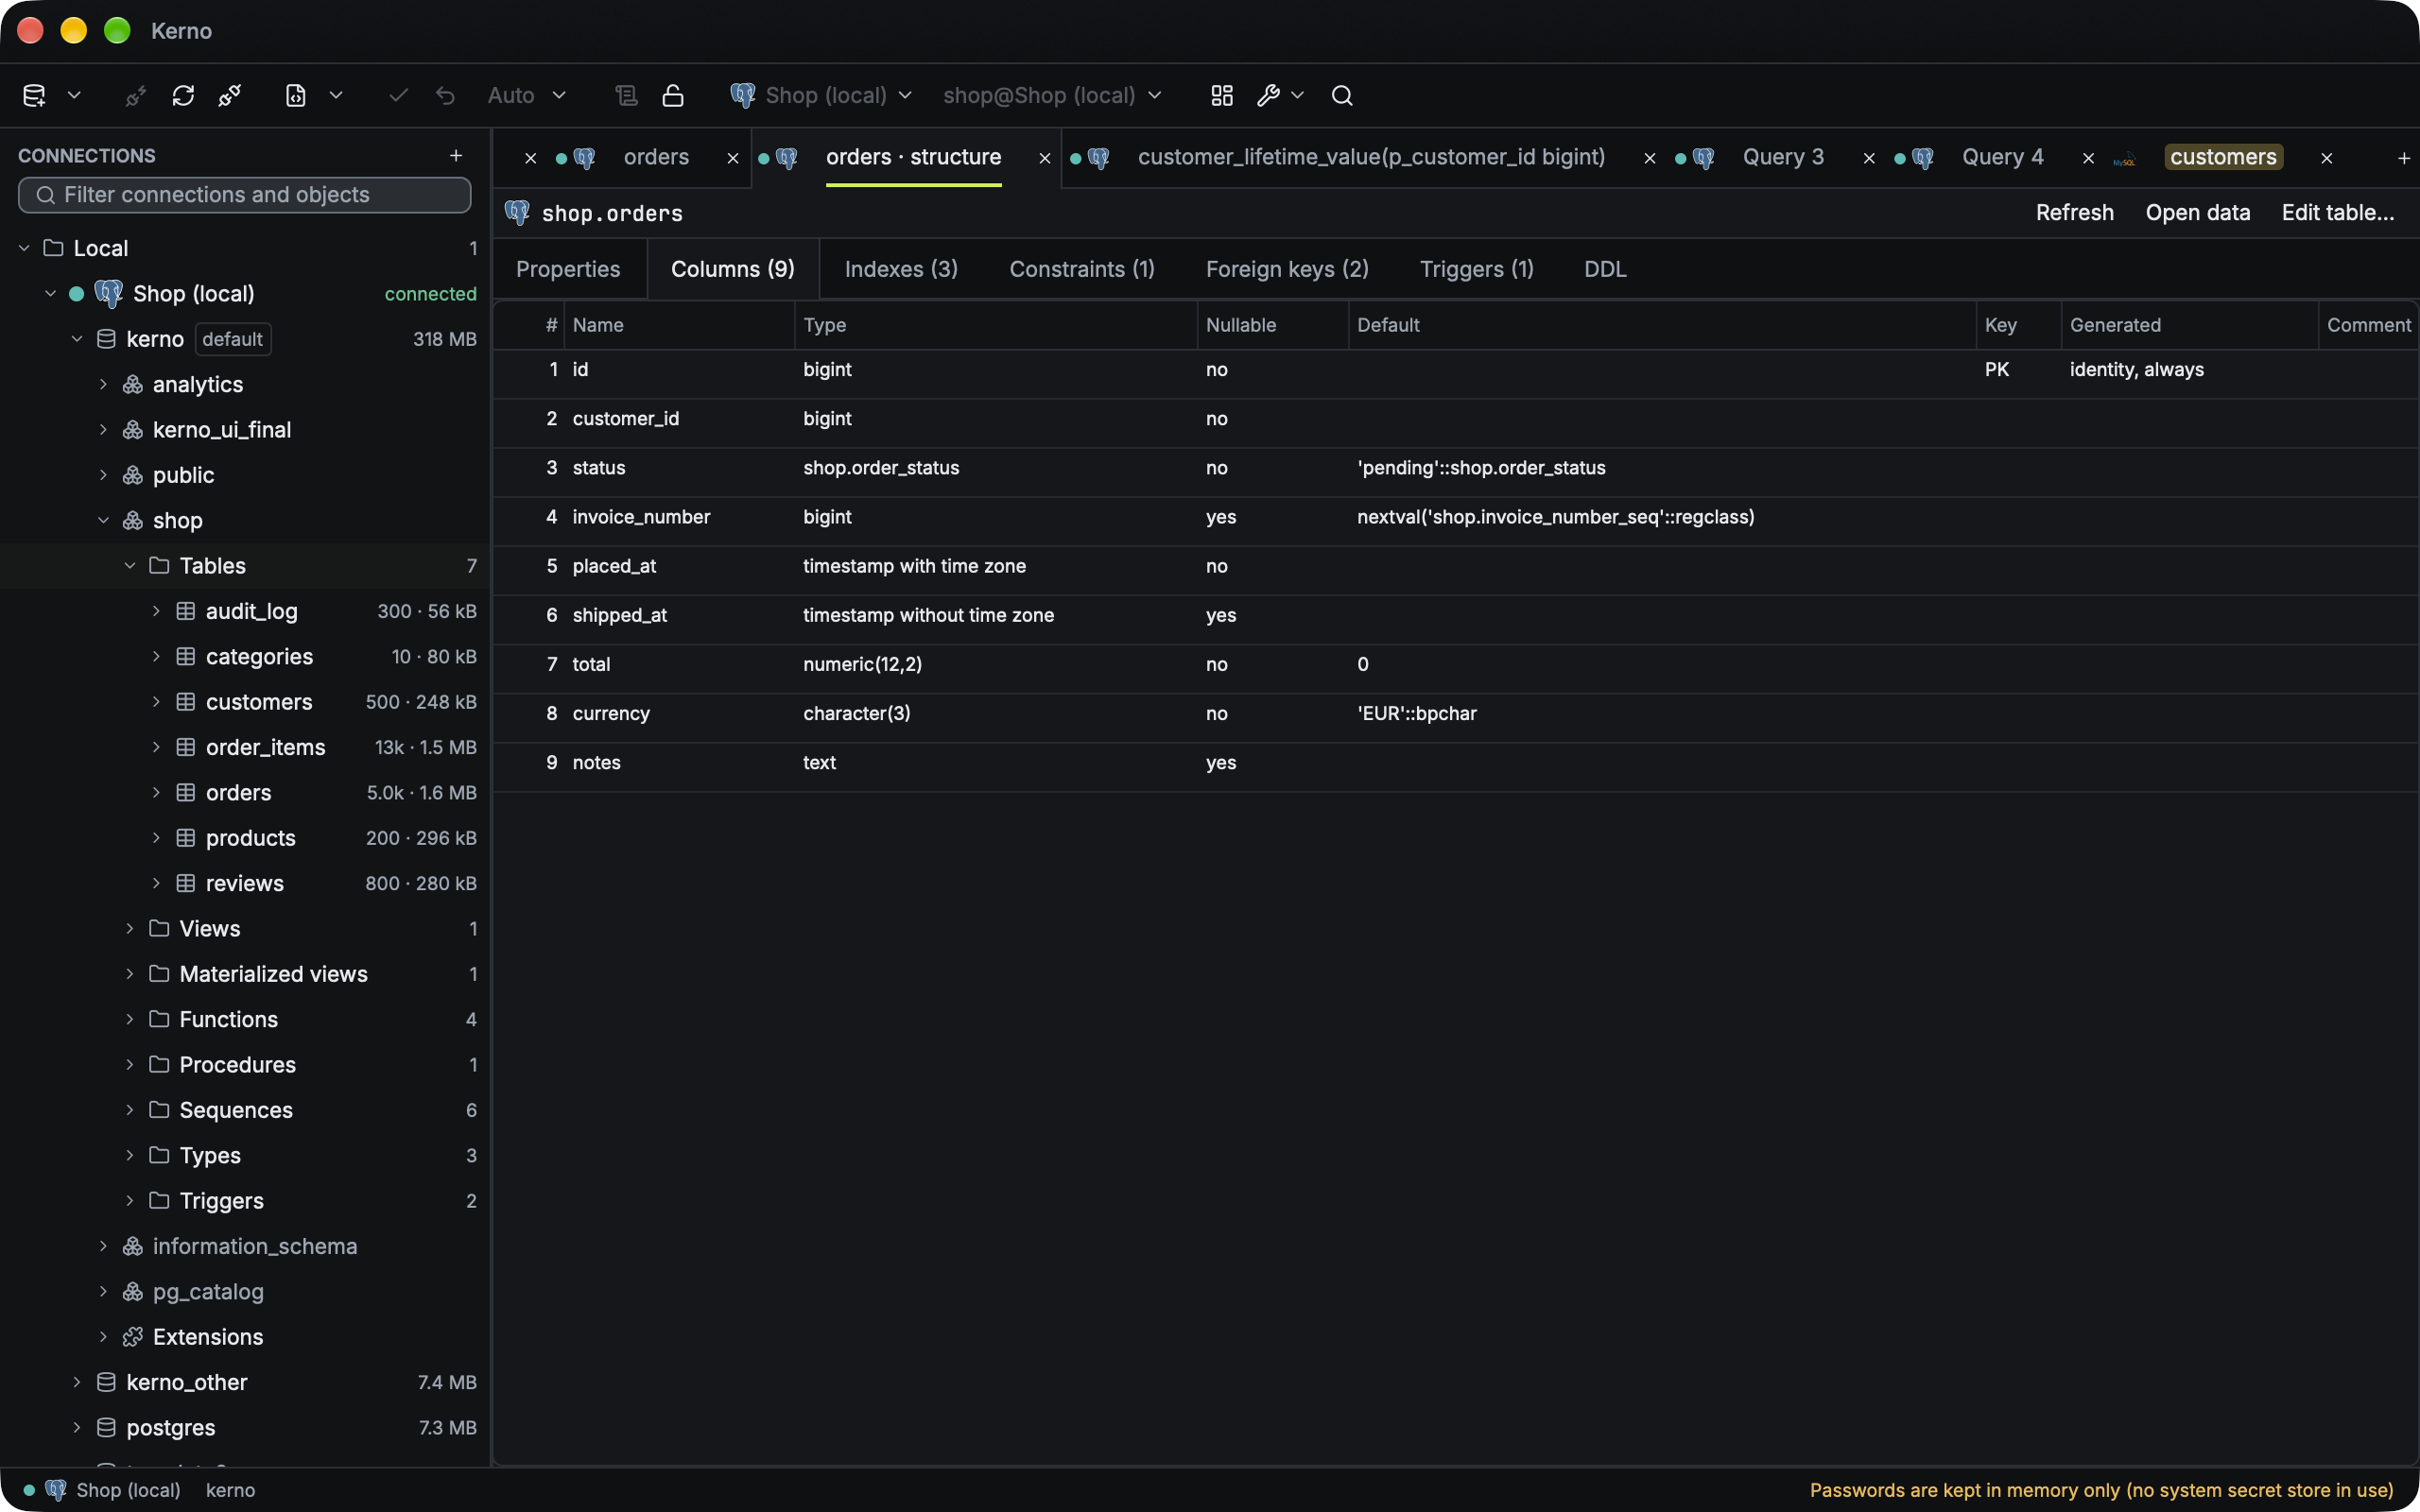 Kerno
Auto
Shop (local)
shop@Shop (local)
CONNECTIONS
Filter connections and objects
Local 1
Shop (local) connected
kerno default 318 MB
analytics
kerno_ui_final
public
shop
Tables 7
audit_log 300 · 56 kB
categories 10 · 80 kB
customers 500 · 248 kB
order_items 13k · 1.5 MB
orders 5.0k · 1.6 MB
products 200 · 296 kB
reviews 800 · 280 kB
Views 1
Materialized views 1
Functions 4
Procedures 1
Sequences 6
Types 3
Triggers 2
information_schema
pg_catalog
Extensions
kerno_other 7.4 MB
postgres 7.3 MB
orders
orders · structure
customer_lifetime_value(p_customer_id bigint)
Query 3
Query 4
MySQL
customers
shop.orders
Refresh Open data Edit table...
Properties Columns (9) Indexes (3) Constraints (1) Foreign keys (2) Triggers (1) DDL
# Name Type Nullable Default Key Generated Comment
1 id bigint no PK identity, always
2 customer_id bigint no
3 status shop.order_status no 'pending'::shop.order_status
4 invoice_number bigint yes nextval('shop.invoice_number_seq'::regclass)
5 placed_at timestamp with time zone no
6 shipped_at timestamp without time zone yes
7 total numeric(12,2) no 0
8 currency character(3) no 'EUR'::bpchar
9 notes text yes
Shop (local) kerno
Passwords are kept in memory only (no system secret store in use)